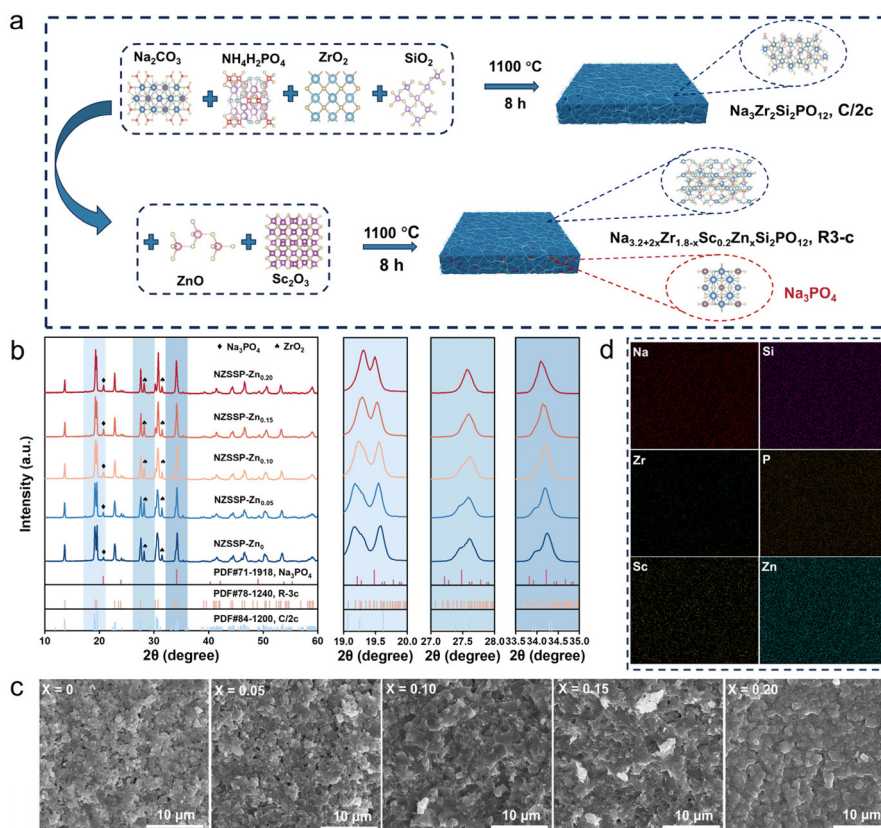 a
Na₂CO₃
NH₄H₂PO₄
ZrO₂
SiO₂
1100 °C
8 h
Na₃Zr₂Si₂PO₁₂, C/2c
ZnO
Sc₂O₃
1100 °C
8 h
Na₃.₂₊₂ₓZr₁.₈₋ₓSc₀.₂ZnₓSi₂PO₁₂, R3-c
Na₃PO₄
b
Intensity (a.u.)
♦ Na₃PO₄ ♠ ZrO₂
NZSSP-Zn₀.₂₀
NZSSP-Zn₀.₁₅
NZSSP-Zn₀.₁₀
NZSSP-Zn₀.₀₅
NZSSP-Zn₀
PDF#71-1918, Na₃PO₄
PDF#78-1240, R-3c
PDF#84-1200, C/2c
10 20 30 40 50 60
2θ (degree)
19.0 19.5 20.0
2θ (degree)
27.0 27.5 28.0
2θ (degree)
33.5 34.0 34.5 35.0
2θ (degree)
d
Na
Si
Zr
P
Sc
Zn
c
X = 0
10 μm
X = 0.05
10 μm
X = 0.10
10 μm
X = 0.15
10 μm
X = 0.20
10 μm